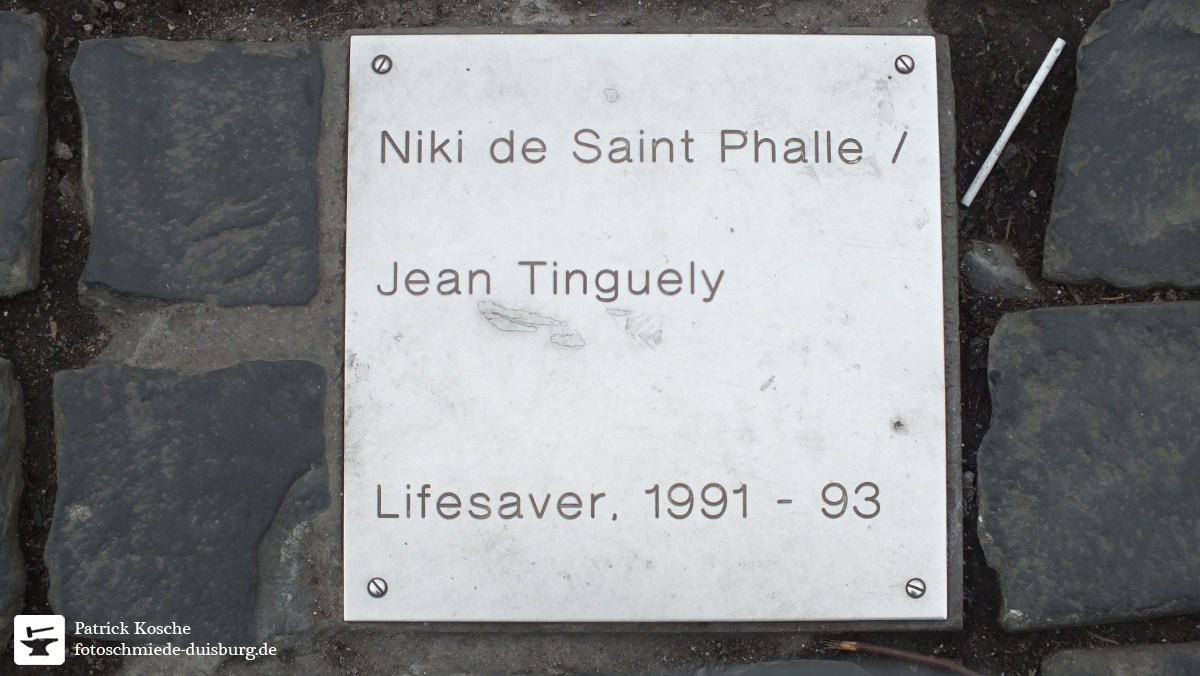 Niki de Saint Phalle /
Jean Tinguely
Lifesaver, 1991 - 93
Patrick Kosche
fotoschmiede-duisburg.de